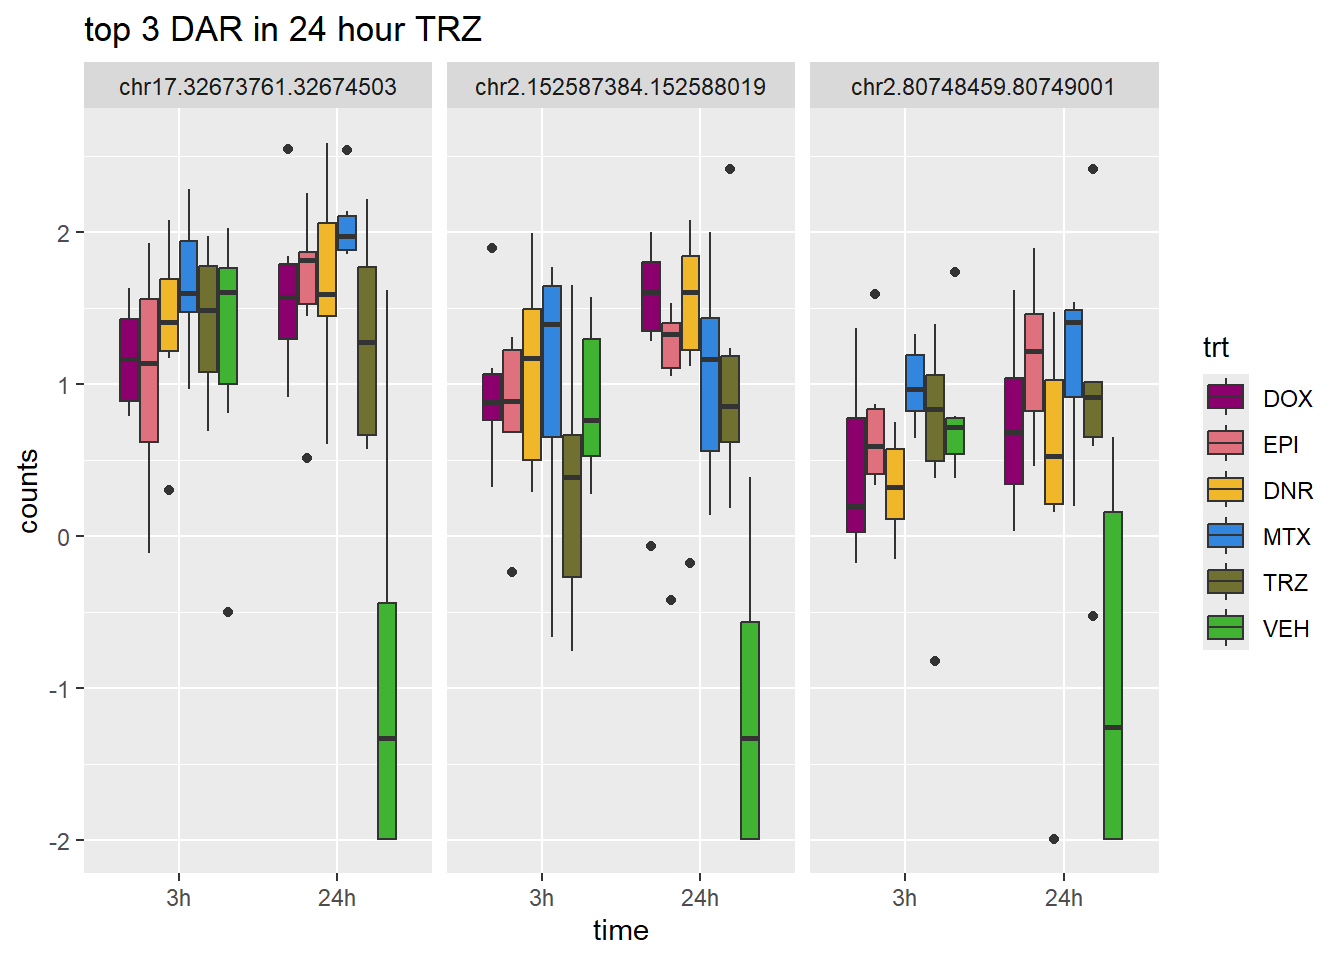 top 3 DAR in 24 hour TRZ
chr17.32673761.32674503
chr2.152587384.152588019
chr2.80748459.80749001
counts
2
1
0
-1
-2
3h
24h
3h
24h
3h
24h
time
trt
DOX
EPI
DNR
MTX
TRZ
VEH